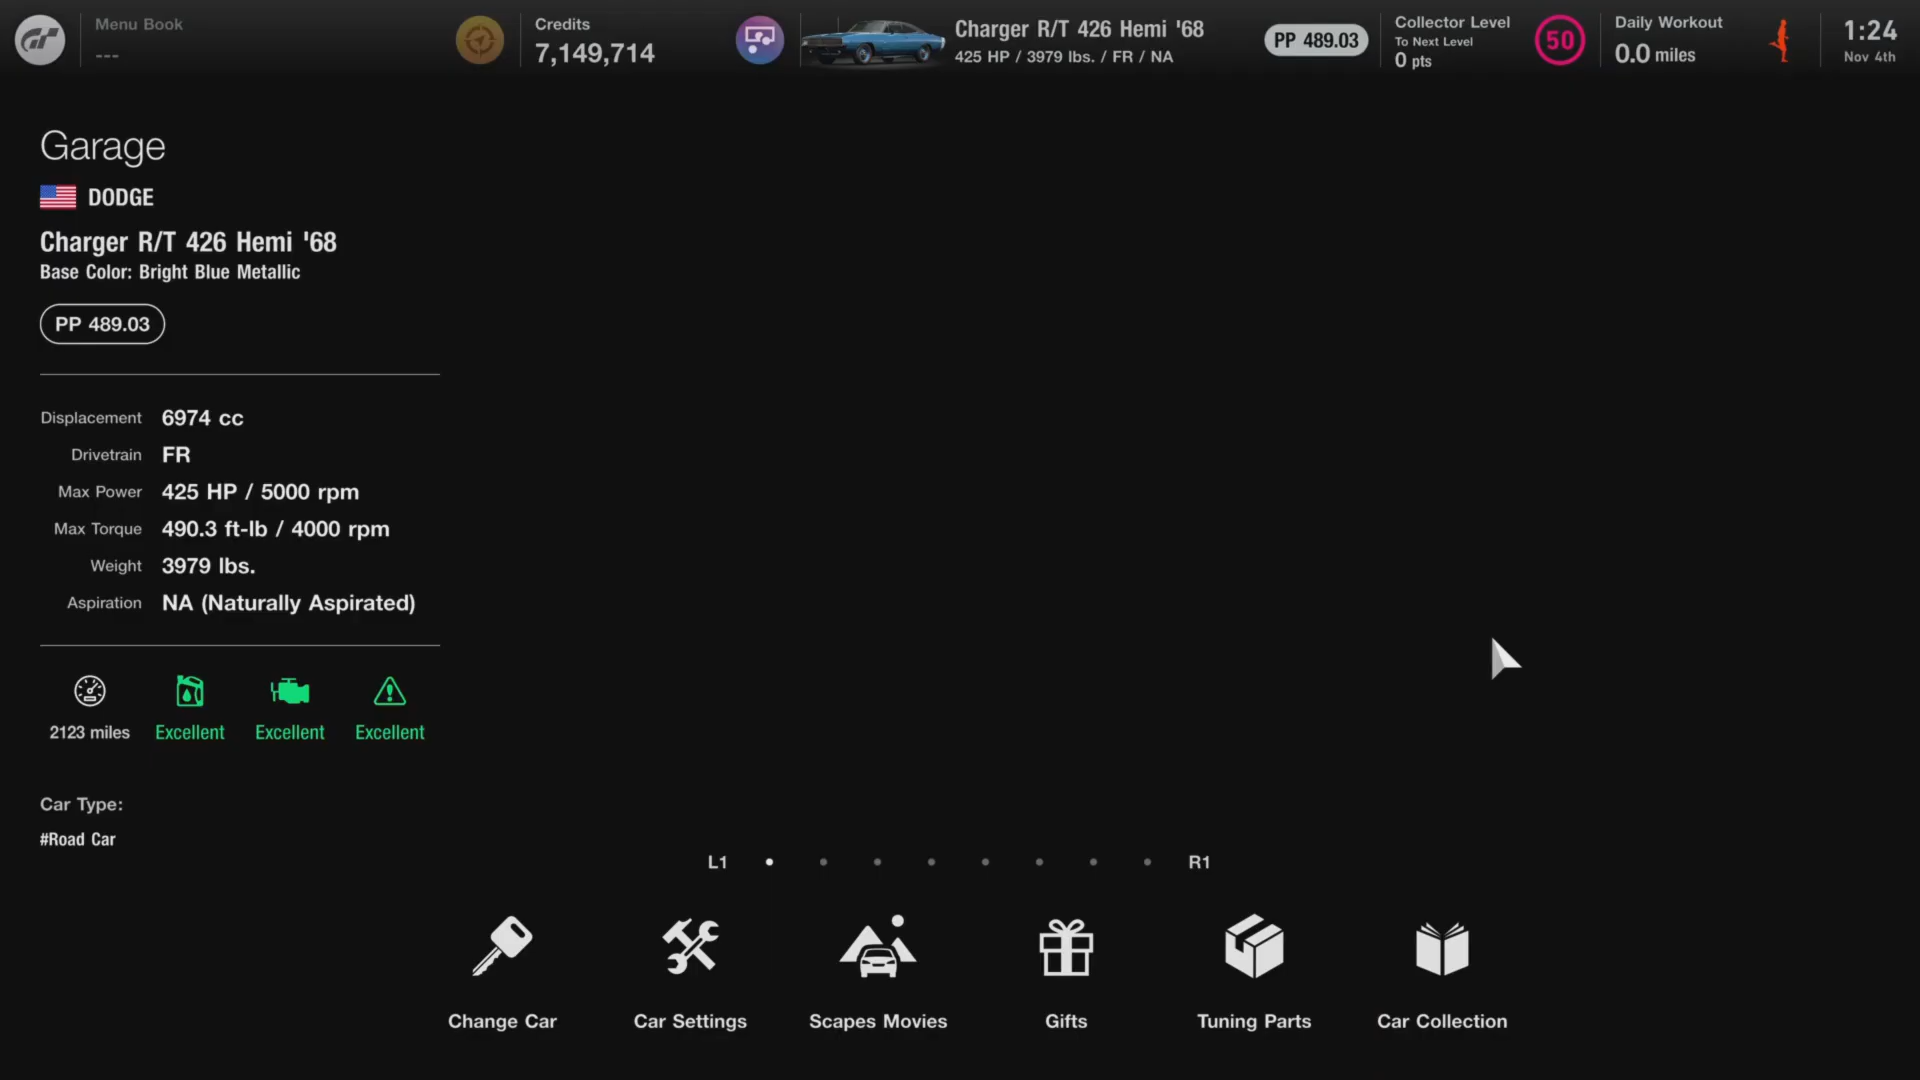 Menu Book
---
Credits
7,149,714
Charger R/T 426 Hemi '68
425 HP / 3979 lbs. / FR / NA
PP 489.03
Collector Level
To Next Level
0 pts
50
Daily Workout
0.0 miles
1:24
Nov 4th
Garage
DODGE
Charger R/T 426 Hemi '68
Base Color: Bright Blue Metallic
PP 489.03
Displacement 6974 cc
Drivetrain FR
Max Power 425 HP / 5000 rpm
Max Torque 490.3 ft-lb / 4000 rpm
Weight 3979 lbs.
Aspiration NA (Naturally Aspirated)
2123 miles Excellent Excellent Excellent
Car Type:
#Road Car
L1 R1
Change Car Car Settings Scapes Movies Gifts Tuning Parts Car Collection